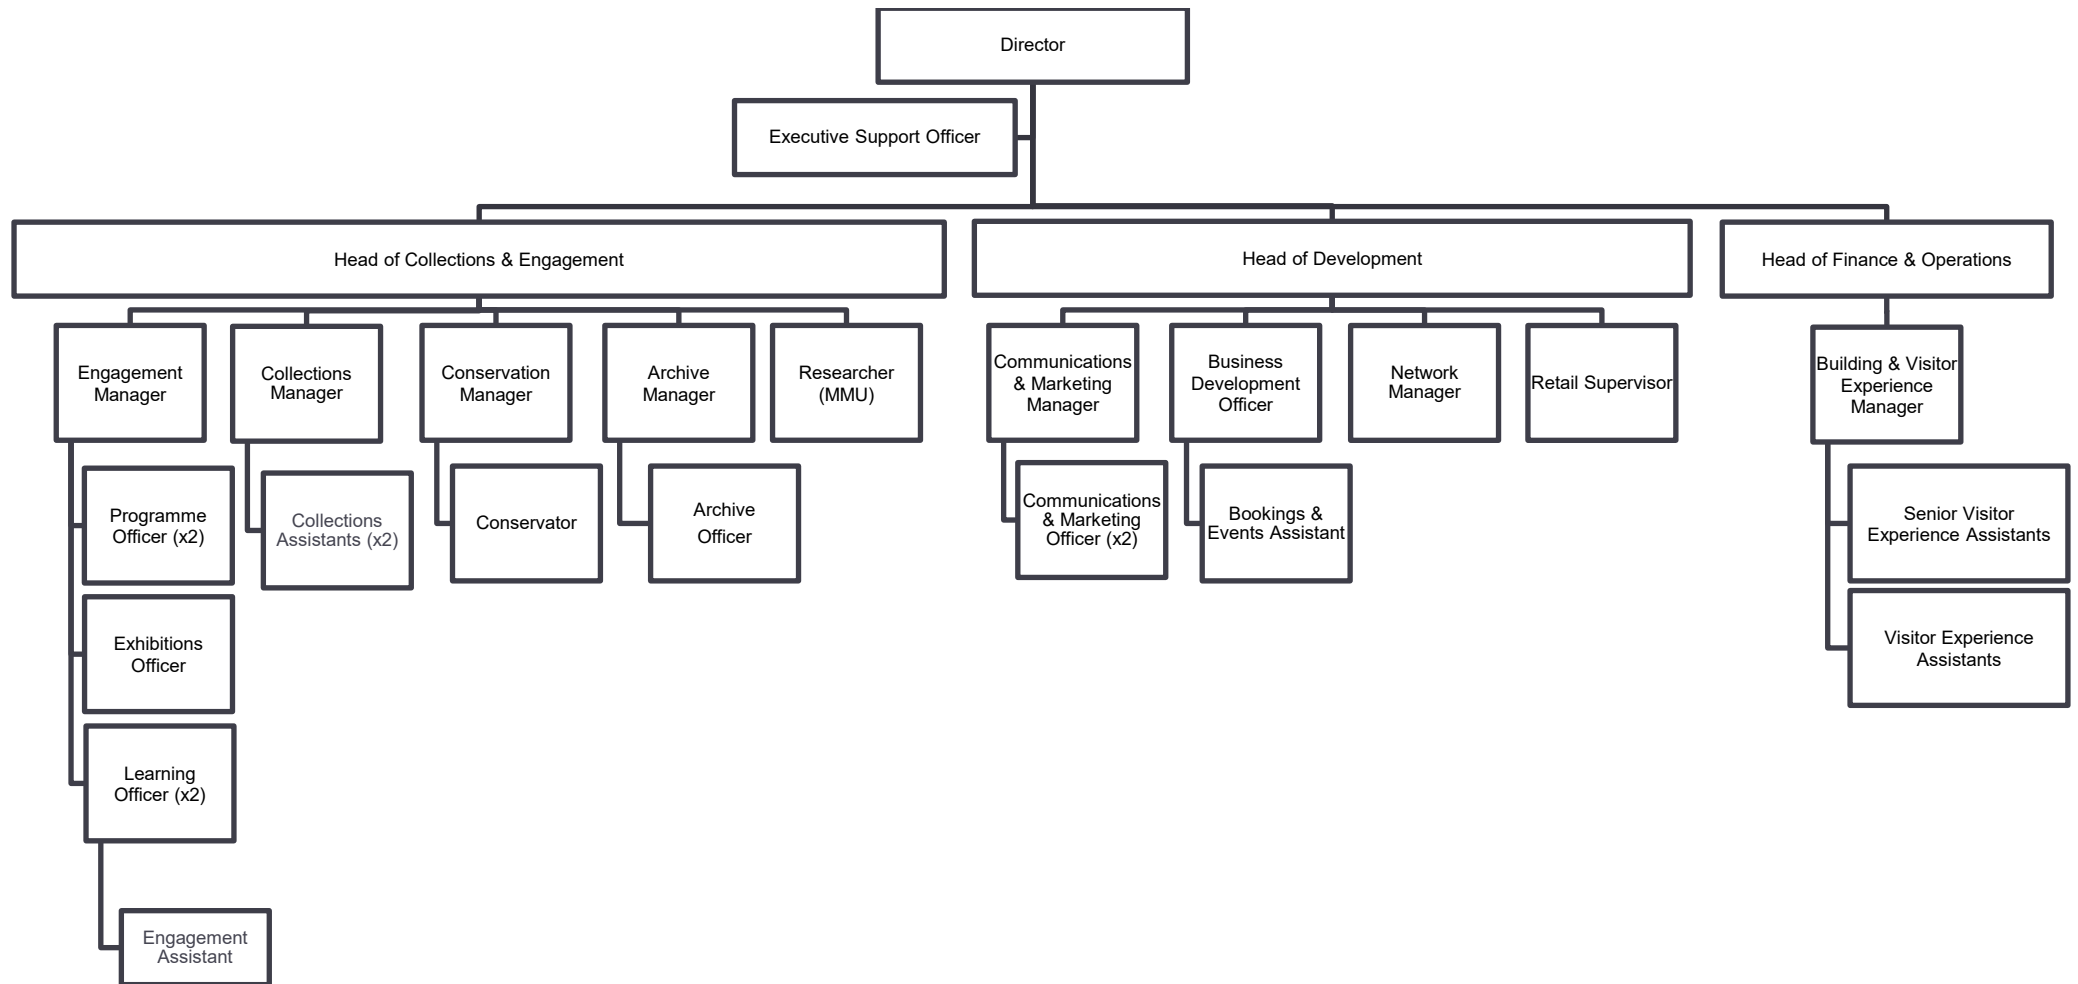 Director
Executive Support Officer
Head of Collections & Engagement
Head of Development
Head of Finance & Operations
Engagement
Manager
Collections
Manager
Conservation
Manager
Archive
Manager
Researcher
(MMU)
Communications
& Marketing
Manager
Business
Development
Officer
Network
Manager
Retail Supervisor
Building & Visitor
Experience
Manager
Programme
Officer (x2)
Collections
Assistants (x2)
Conservator
Archive
Officer
Communications
& Marketing
Officer (x2)
Bookings &
Events Assistant
Senior Visitor
Experience Assistants
Exhibitions
Officer
Visitor Experience
Assistants
Learning
Officer (x2)
Engagement
Assistant